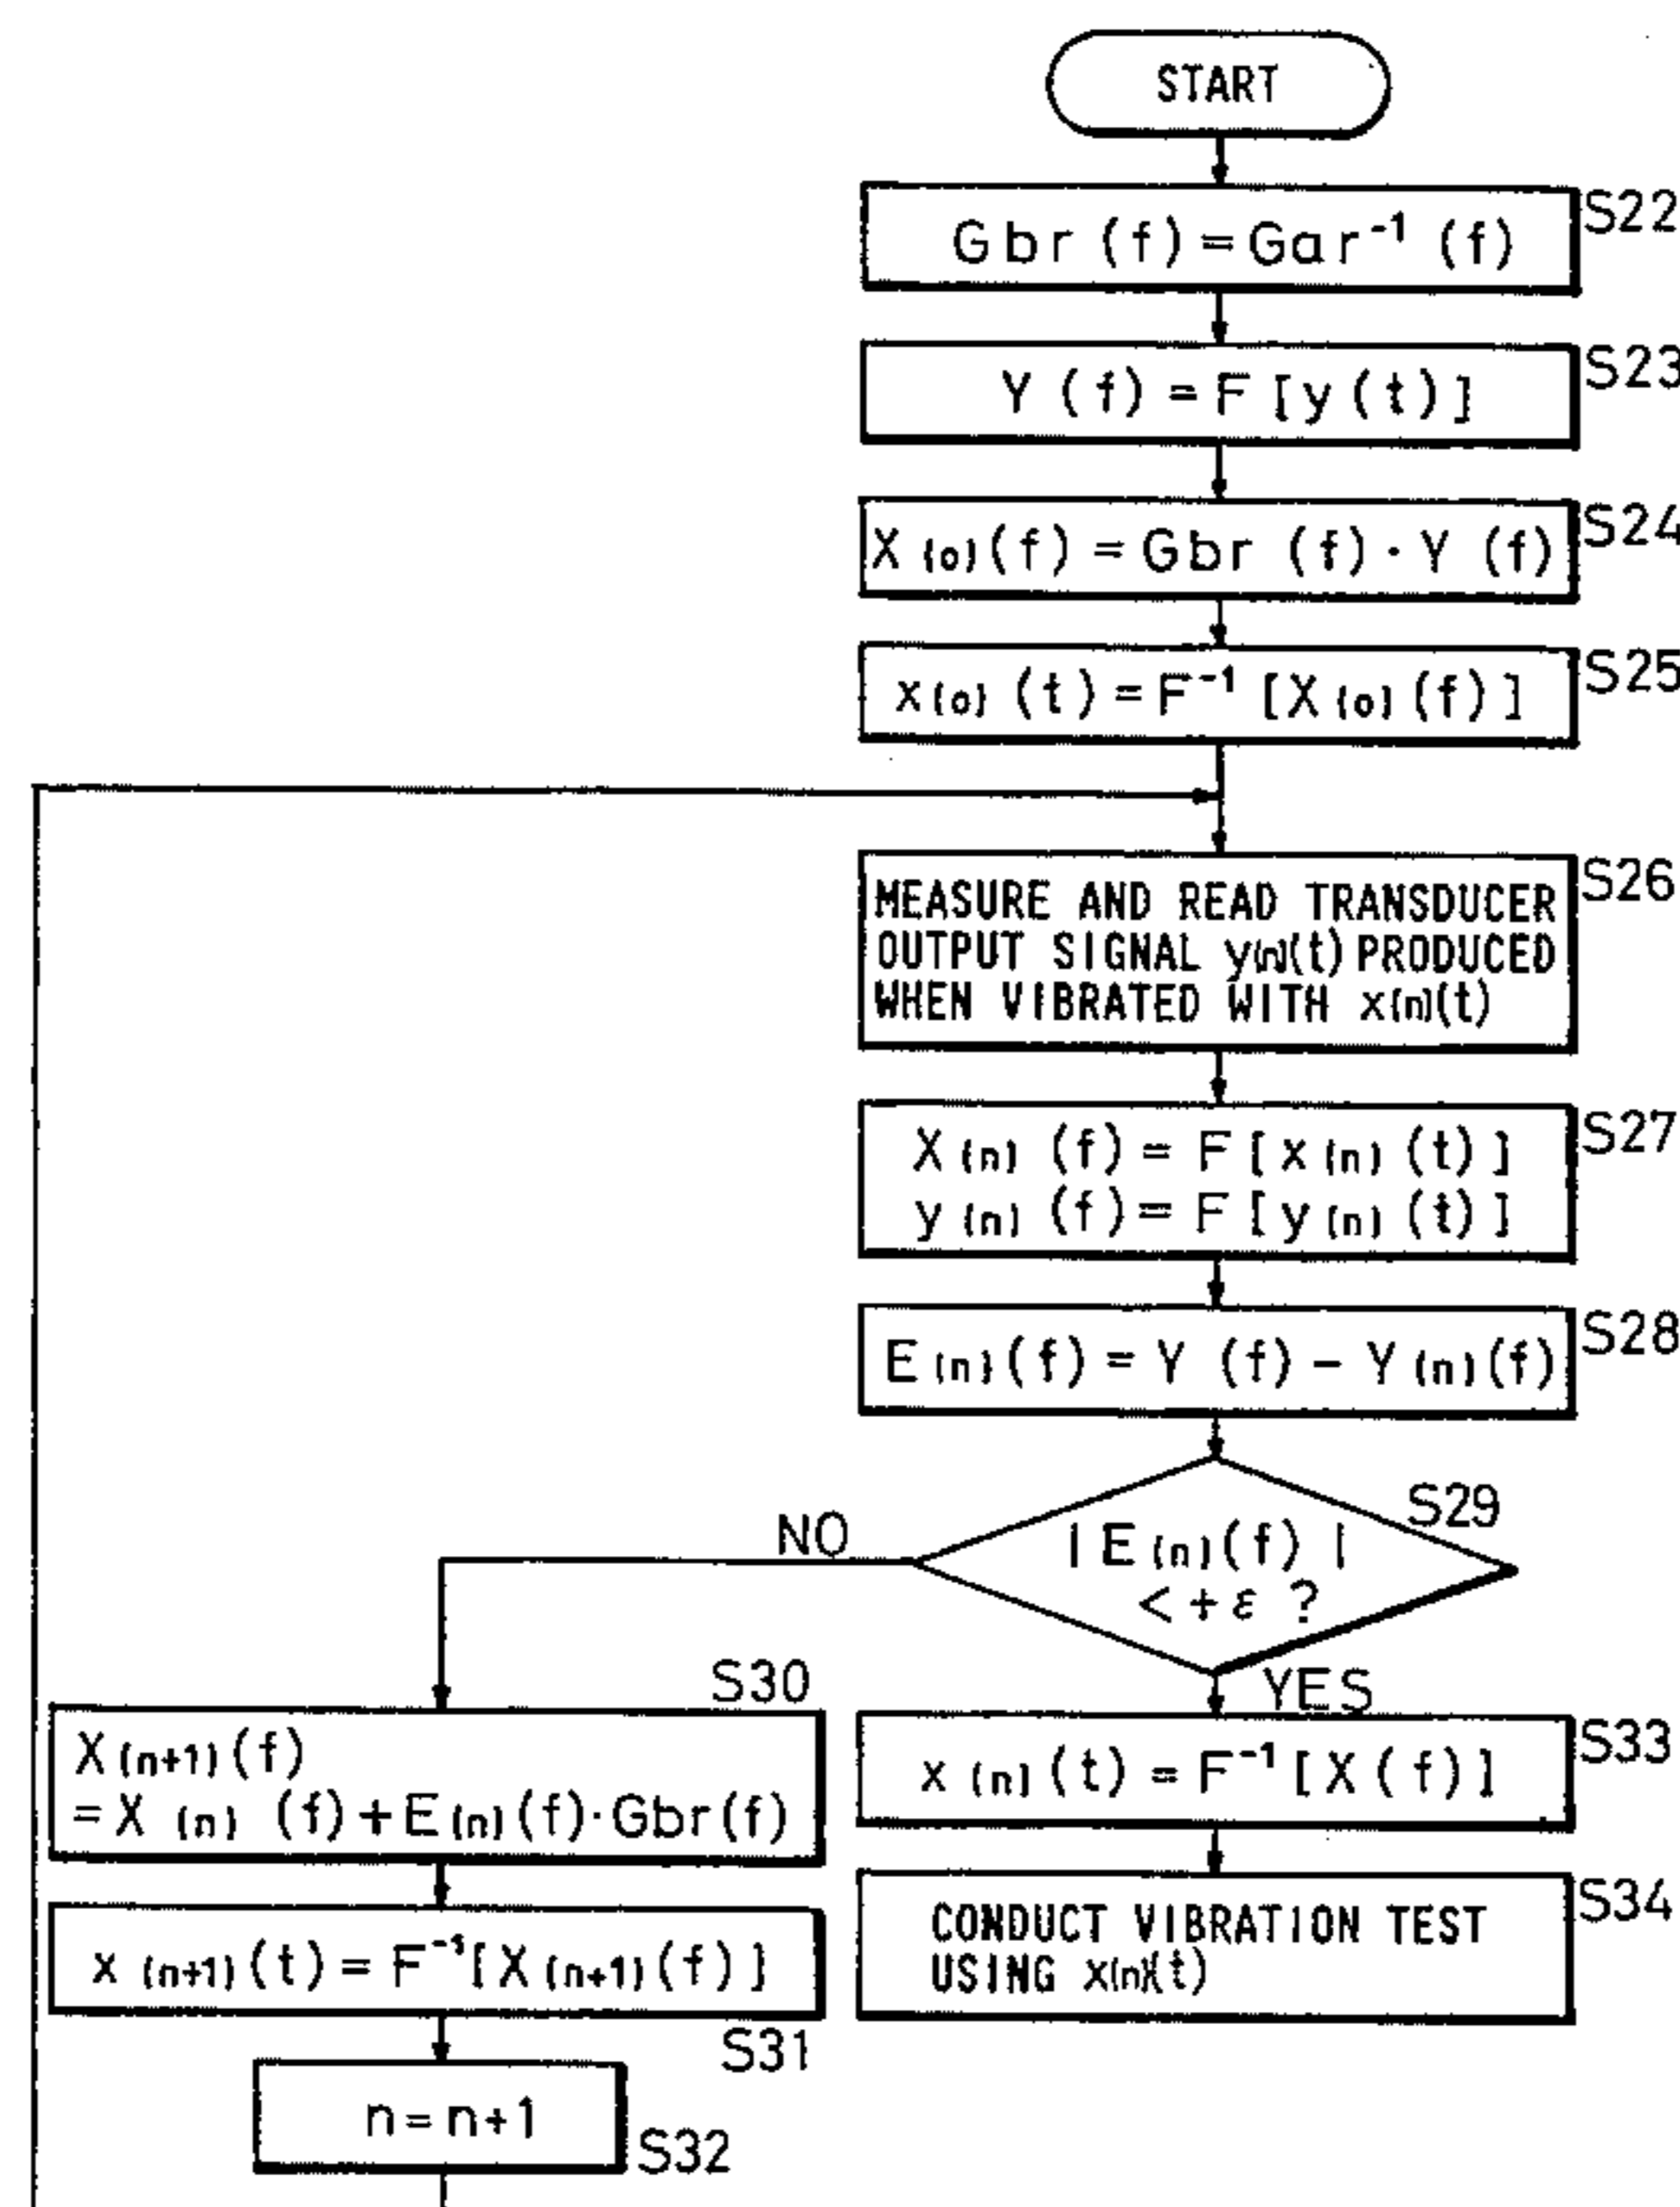 START
Gbr (f) = Gar⁻¹ (f)
S22
Y (f) = F [y (t)]
S23
X (o) (f) = Gbr (f) · Y (f)
S24
x (o) (t) = F⁻¹ [X (o) (f)]
S25
MEASURE AND READ TRANSDUCER
OUTPUT SIGNAL y(n)(t) PRODUCED
WHEN VIBRATED WITH x(n)(t)
S26
X (n) (f) = F [x (n) (t)]
y (n) (f) = F [y (n) (t)]
S27
E (n) (f) = Y (f) − Y (n) (f)
S28
| E (n) (f) |
< + ε ?
S29
NO
YES
S30
X (n+1) (f)
= X (n) (f) + E (n) (f) · Gbr (f)
x (n+1) (t) = F⁻¹ [X (n+1) (f)]
S31
n = n+1
S32
x (n) (t) = F⁻¹ [X (f)]
S33
CONDUCT VIBRATION TEST
USING x(n)(t)
S34